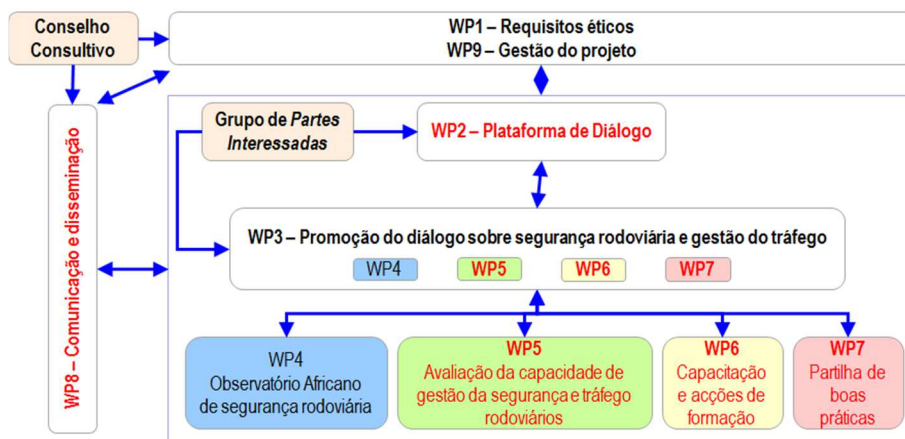 Conselho
Consultivo
WP1 – Requisitos éticos
WP9 – Gestão do projeto
WP8 – Comunicação e disseminação
Grupo de Partes
Interessadas
WP2 – Plataforma de Diálogo
WP3 – Promoção do diálogo sobre segurança rodoviária e gestão do tráfego
WP4
WP5
WP6
WP7
WP4
Observatório Africano
de segurança rodoviária
WP5
Avaliação da capacidade de
gestão da segurança e tráfego
rodoviários
WP6
Capacitação
e acções de
formação
WP7
Partilha de
boas
práticas